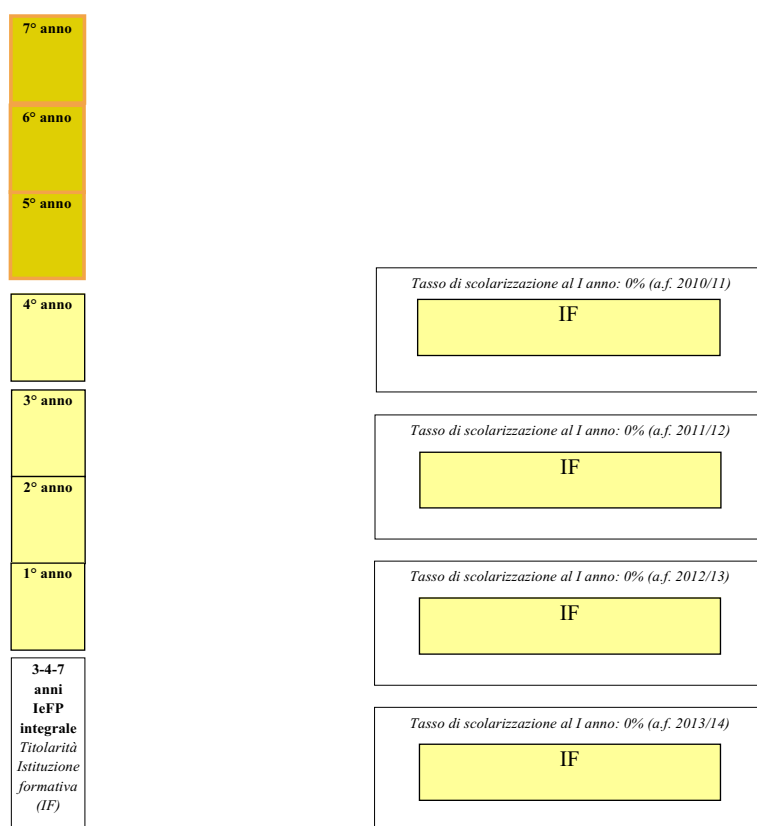 7° anno
6° anno
5° anno
4° anno
3° anno
2° anno
1° anno
3-4-7
anni
IeFP
integrale
Titolarità
Istituzione
formativa
(IF)
Tasso di scolarizzazione al I anno: 0% (a.f. 2010/11)
IF
Tasso di scolarizzazione al I anno: 0% (a.f. 2011/12)
IF
Tasso di scolarizzazione al I anno: 0% (a.f. 2012/13)
IF
Tasso di scolarizzazione al I anno: 0% (a.f. 2013/14)
IF